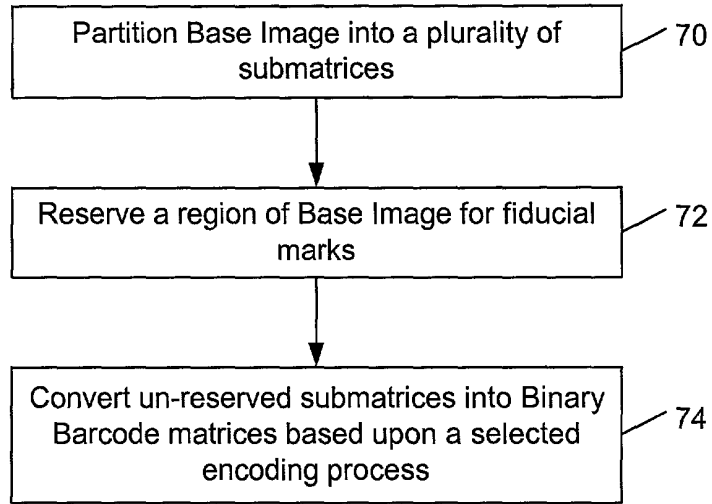 Partition Base Image into a plurality of
submatrices
70
Reserve a region of Base Image for fiducial
marks
72
Convert un-reserved submatrices into Binary
Barcode matrices based upon a selected
encoding process
74